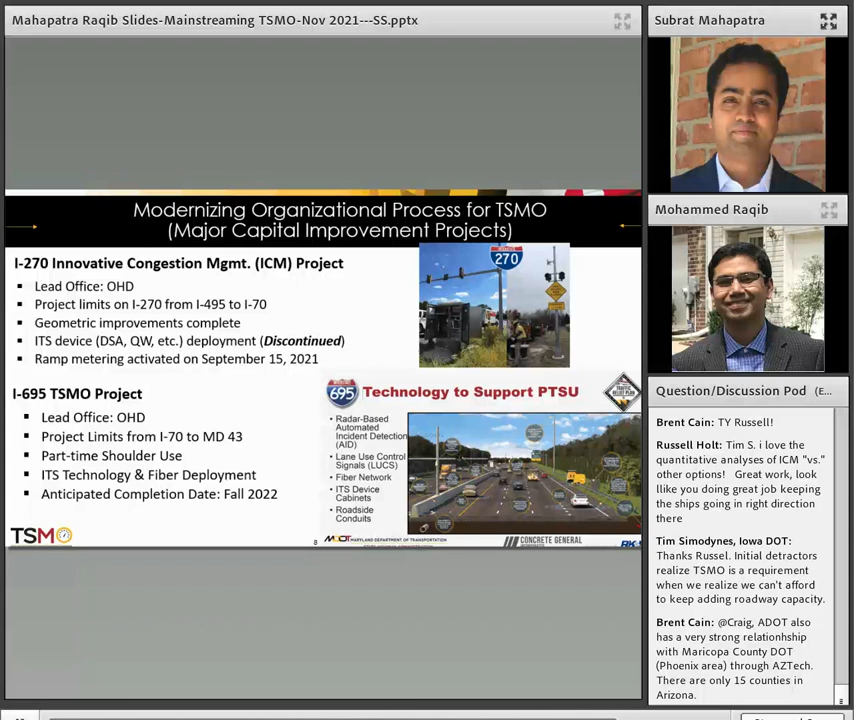 Mahapatra Raqib Slides-Mainstreaming TSMO-Nov 2021---SS.pptx
Modernizing Organizational Process for TSMO
(Major Capital Improvement Projects)
I-270 Innovative Congestion Mgmt. (ICM) Project
▪ Lead Office: OHD
▪ Project limits on I-270 from I-495 to I-70
▪ Geometric improvements complete
▪ ITS device (DSA, QW, etc.) deployment (Discontinued)
▪ Ramp metering activated on September 15, 2021
270
I-695 TSMO Project
▪ Lead Office: OHD
▪ Project Limits from I-70 to MD 43
▪ Part-time Shoulder Use
▪ ITS Technology & Fiber Deployment
▪ Anticipated Completion Date: Fall 2022
695
Technology to Support PTSU
• Radar-Based
Automated
Incident Detection
(AID)
• Lane Use Control
Signals (LUCS)
• Fiber Network
• ITS Device
Cabinets
• Roadside
Conduits
TSMO
8
MARYLAND DEPARTMENT OF TRANSPORTATION
CONCRETE GENERAL
Subrat Mahapatra
Mohammed Raqib
Question/Discussion Pod (E...
Brent Cain: TY Russell!
Russell Holt: Tim S. i love the
quantitative analyses of ICM "vs."
other options! Great work, look
llke you doing great job keeping
the ships going in right direction
there
Tim Simodynes, Iowa DOT:
Thanks Russel. Initial detractors
realize TSMO is a requirement
when we realize we can't afford
to keep adding roadway capacity.
Brent Cain: @Craig, ADOT also
has a very strong relationhship
with Maricopa County DOT
(Phoenix area) through AZTech.
There are only 15 counties in
Arizona.